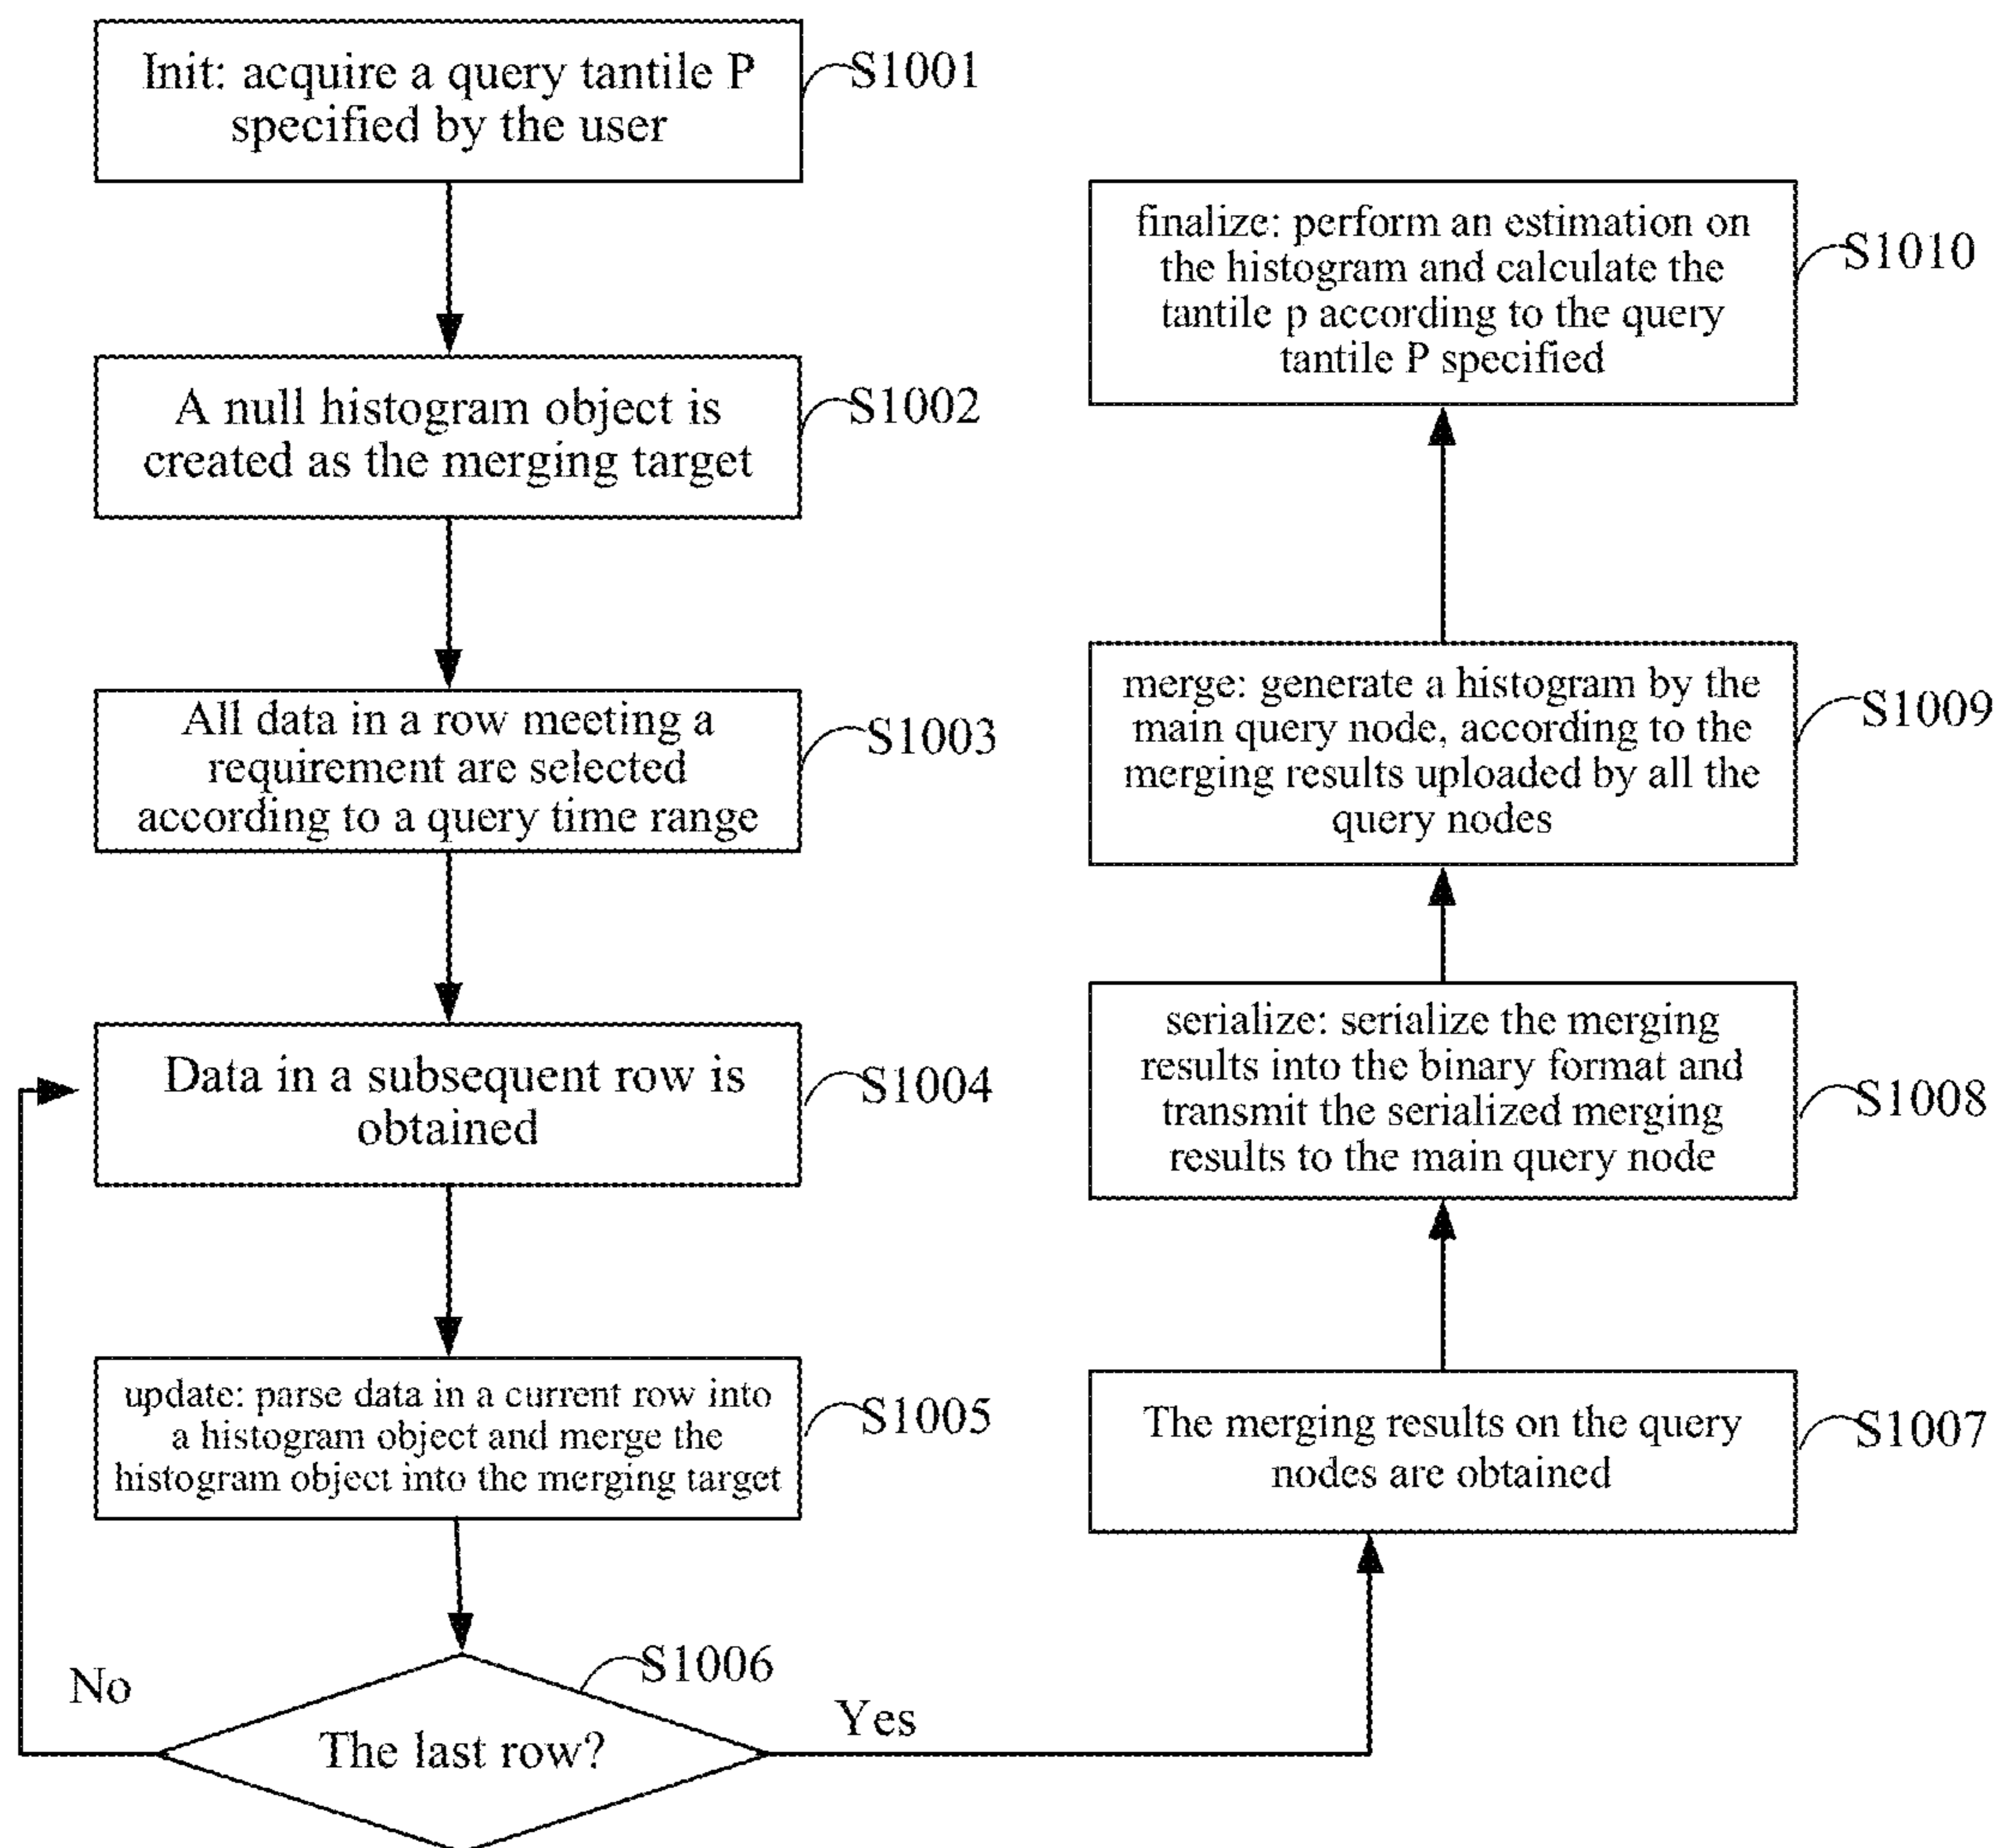 Init: acquire a query tantile P
specified by the user
S1001
A null histogram object is
created as the merging target
S1002
All data in a row meeting a
requirement are selected
according to a query time range
S1003
Data in a subsequent row is
obtained
S1004
update: parse data in a current row into
a histogram object and merge the
histogram object into the merging target
S1005
The last row?
S1006
No
Yes
The merging results on the query
nodes are obtained
S1007
serialize: serialize the merging
results into the binary format and
transmit the serialized merging
results to the main query node
S1008
merge: generate a histogram by the
main query node, according to the
merging results uploaded by all the
query nodes
S1009
finalize: perform an estimation on
the histogram and calculate the
tantile p according to the query
tantile P specified
S1010